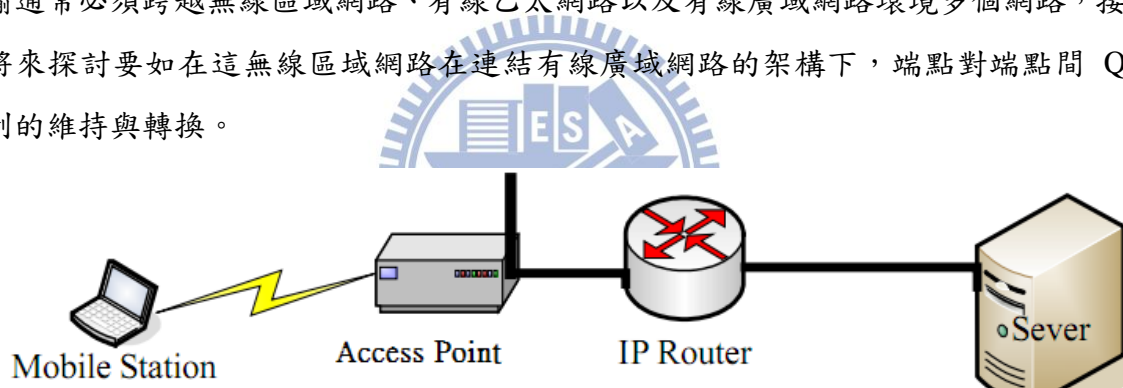 輸通常必須跨越無線區域網路、有線乙太網路以及有線廣域網路環境多個網路，接
將來探討要如在這無線區域網路在連結有線廣域網路的架構下，端點對端點間 Q
制的維持與轉換。
ES A
Mobile Station
Access Point
IP Router
Sever